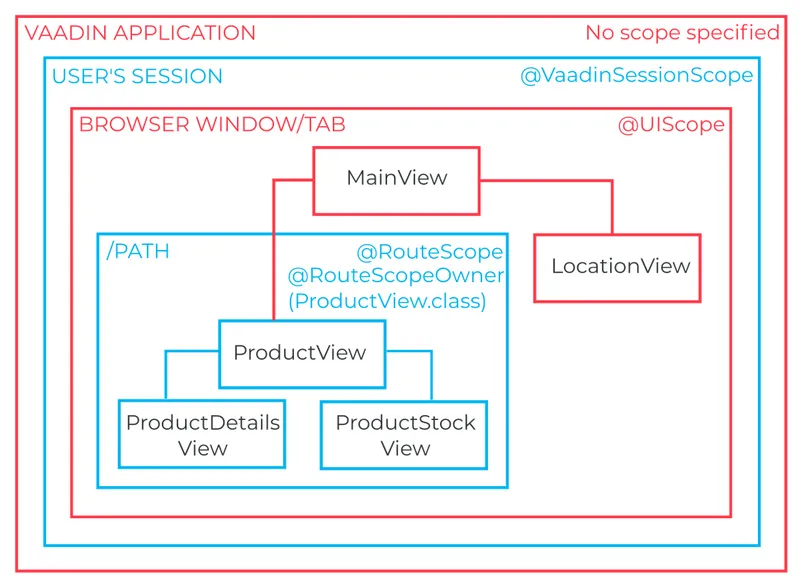 VAADIN APPLICATION
No scope specified
USER'S SESSION
@VaadinSessionScope
BROWSER WINDOW/TAB
@UIScope
MainView
/PATH
@RouteScope
@RouteScopeOwner
(ProductView.class)
LocationView
ProductView
ProductDetails
View
ProductStock
View